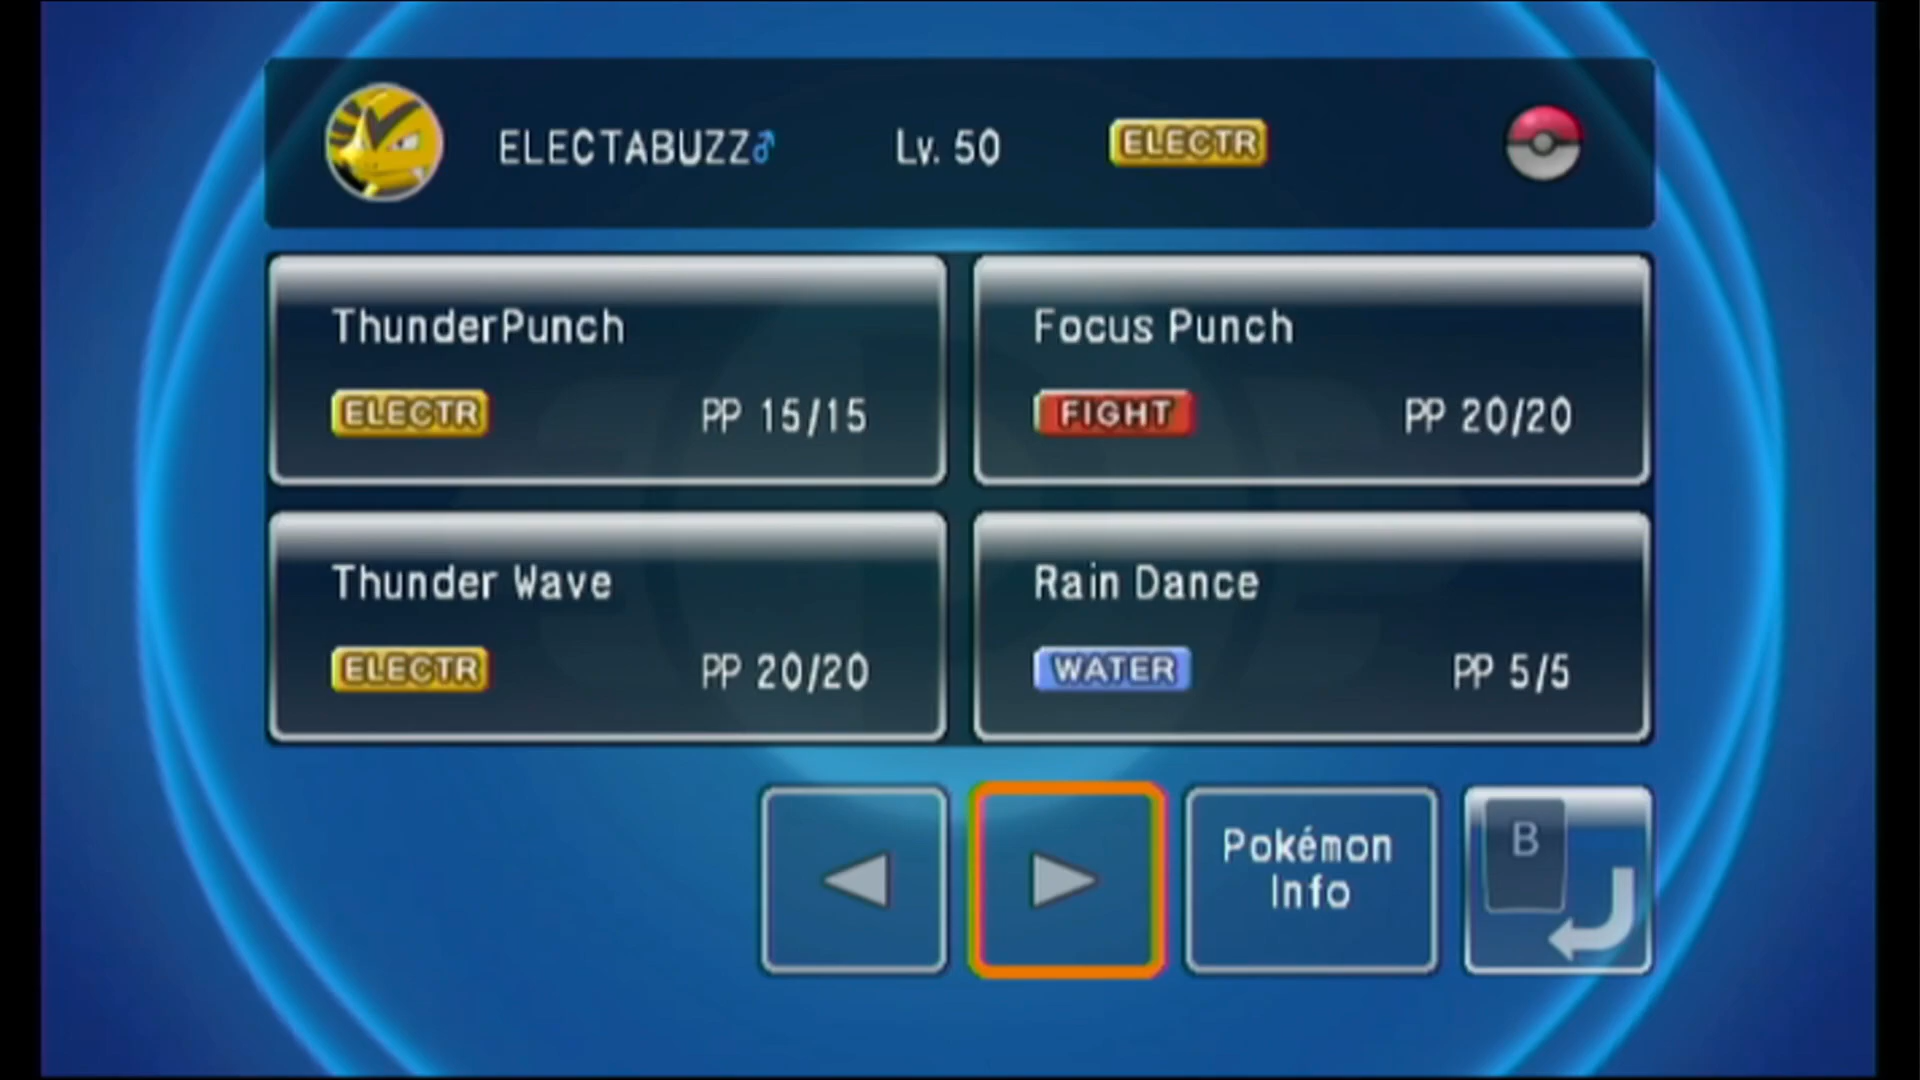 ELECTABUZZ♂ Lv. 50 ELECTR
ThunderPunch
ELECTR PP 15/15
Focus Punch
FIGHT PP 20/20
Thunder Wave
ELECTR PP 20/20
Rain Dance
WATER PP 5/5
Pokémon
Info
B